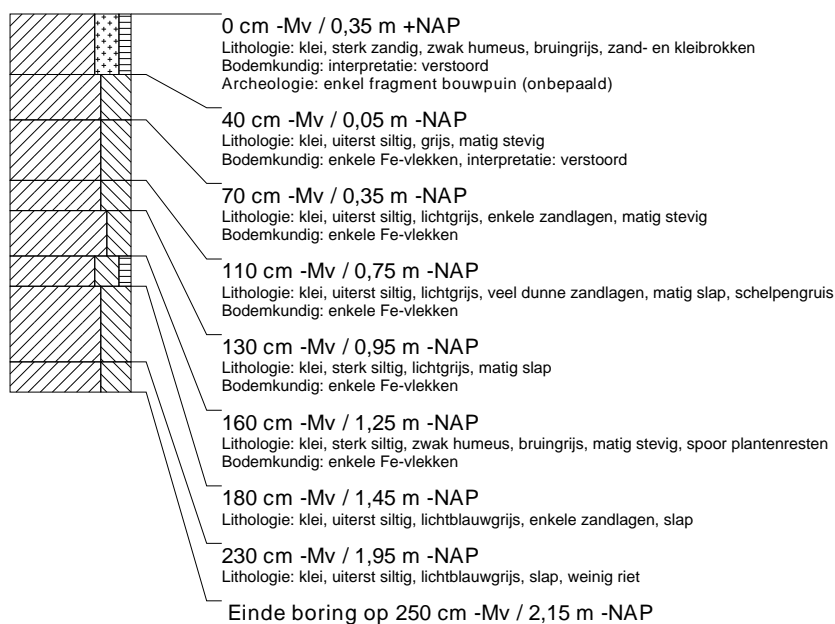 0 cm -Mv / 0,35 m +NAP
Lithologie: klei, sterk zandig, zwak humeus, bruingrijs, zand- en kleibrokken
Bodemkundig: interpretatie: verstoord
Archeologie: enkel fragment bouwpuin (onbepaald)
40 cm -Mv / 0,05 m -NAP
Lithologie: klei, uiterst siltig, grijs, matig stevig
Bodemkundig: enkele Fe-vlekken, interpretatie: verstoord
70 cm -Mv / 0,35 m -NAP
Lithologie: klei, uiterst siltig, lichtgrijs, enkele zandlagen, matig stevig
Bodemkundig: enkele Fe-vlekken
110 cm -Mv / 0,75 m -NAP
Lithologie: klei, uiterst siltig, lichtgrijs, veel dunne zandlagen, matig slap, schelpengruis
Bodemkundig: enkele Fe-vlekken
130 cm -Mv / 0,95 m -NAP
Lithologie: klei, sterk siltig, lichtgrijs, matig slap
Bodemkundig: enkele Fe-vlekken
160 cm -Mv / 1,25 m -NAP
Lithologie: klei, sterk siltig, zwak humeus, bruingrijs, matig stevig, spoor plantenresten
Bodemkundig: enkele Fe-vlekken
180 cm -Mv / 1,45 m -NAP
Lithologie: klei, uiterst siltig, lichtblauwgrijs, enkele zandlagen, slap
230 cm -Mv / 1,95 m -NAP
Lithologie: klei, uiterst siltig, lichtblauwgrijs, slap, weinig riet
Einde boring op 250 cm -Mv / 2,15 m -NAP